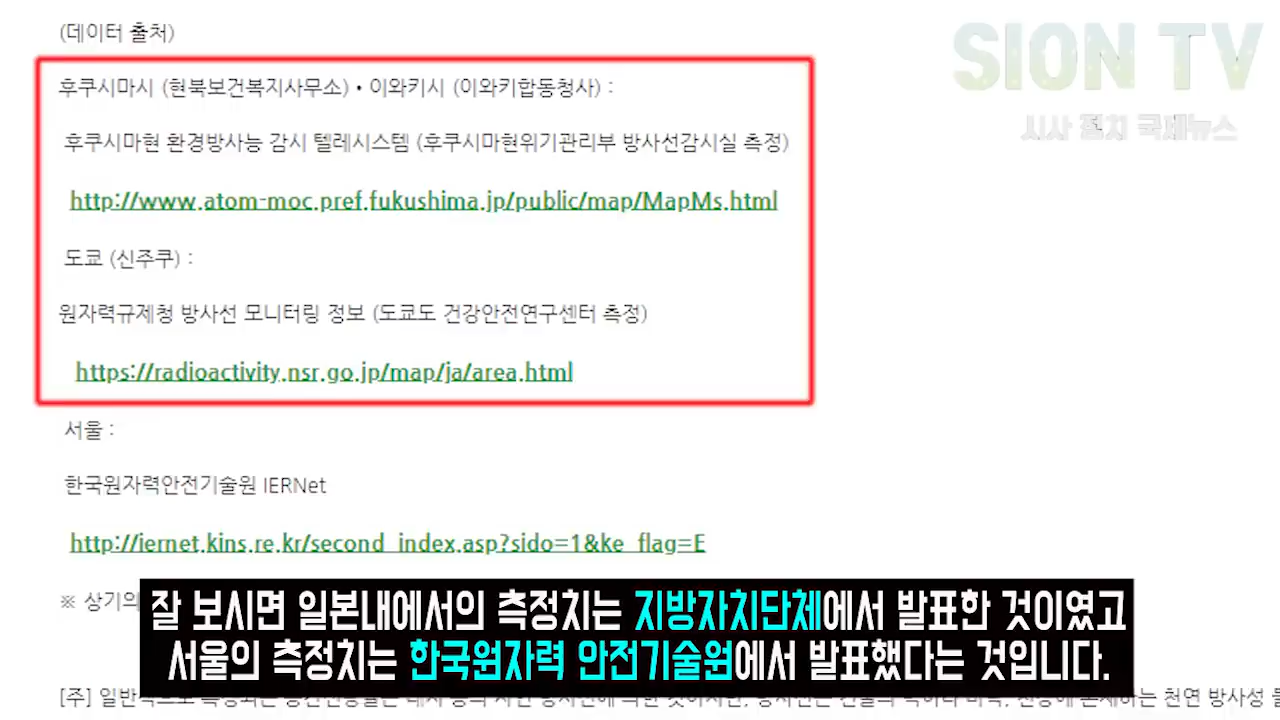 (데이터 출처)
SION TV
시사 정치 국제뉴스
후쿠시마시 (현북보건복지사무소)・이와키시 (이와키합동청사) :
후쿠시마현 환경방사능 감시 텔레시스템 (후쿠시마현위기관리부 방사선감시실 측정)
http://www.atom-moc.pref.fukushima.jp/public/map/MapMs.html
도쿄 (신주쿠) :
원자력규제청 방사선 모니터링 정보 (도쿄도 건강안전연구센터 측정)
https://radioactivity.nsr.go.jp/map/ja/area.html
서울 :
한국원자력안전기술원 IERNet
http://iernet.kins.re.kr/second_index.asp?sido=1&ke_flag=E
※ 상기의
잘 보시면 일본내에서의 측정치는 지방자치단체에서 발표한 것이였고
서울의 측정치는 한국원자력 안전기술원에서 발표했다는 것입니다.
[주] 일반적으로 천연 방사성